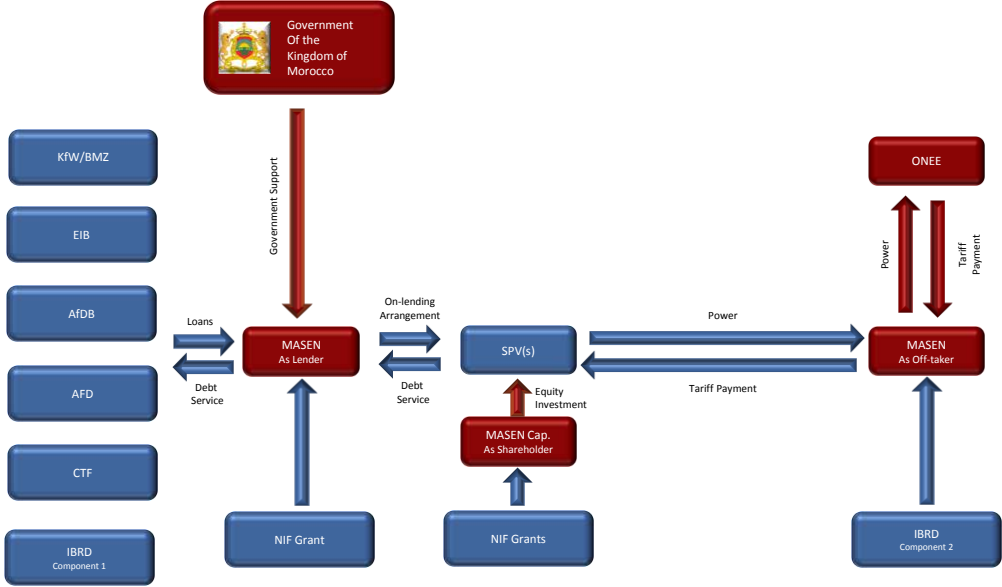 Government
Of the
Kingdom of
Morocco
KfW/BMZ
EIB
AfDB
AFD
CTF
IBRD
Component 1
Government Support
Loans
Debt
Service
MASEN
As Lender
NIF Grant
On-lending
Arrangement
Debt
Service
SPV(s)
Equity
Investment
MASEN Cap.
As Shareholder
NIF Grants
Power
Tariff Payment
ONEE
Power
Tariff
Payment
MASEN
As Off-taker
IBRD
Component 2